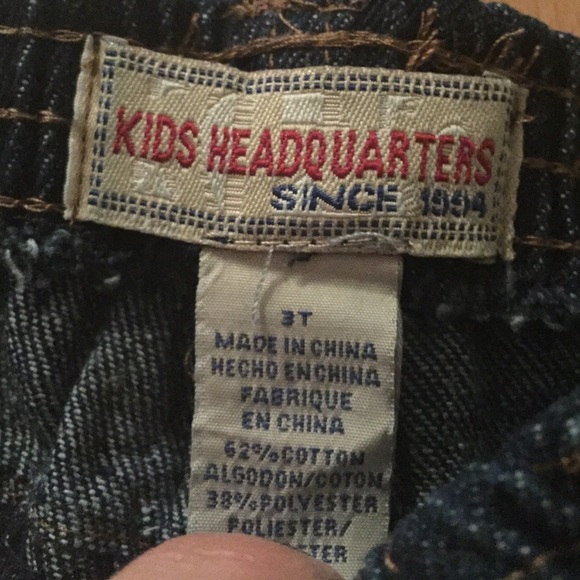 KIDS HEADQUARTERS
SINCE 1994
3T
MADE IN CHINA
HECHO EN CHINA
FABRIQUE
EN CHINA
62%COTTON
ALGODON/COTON
38%POLYESTER
POLIESTER/